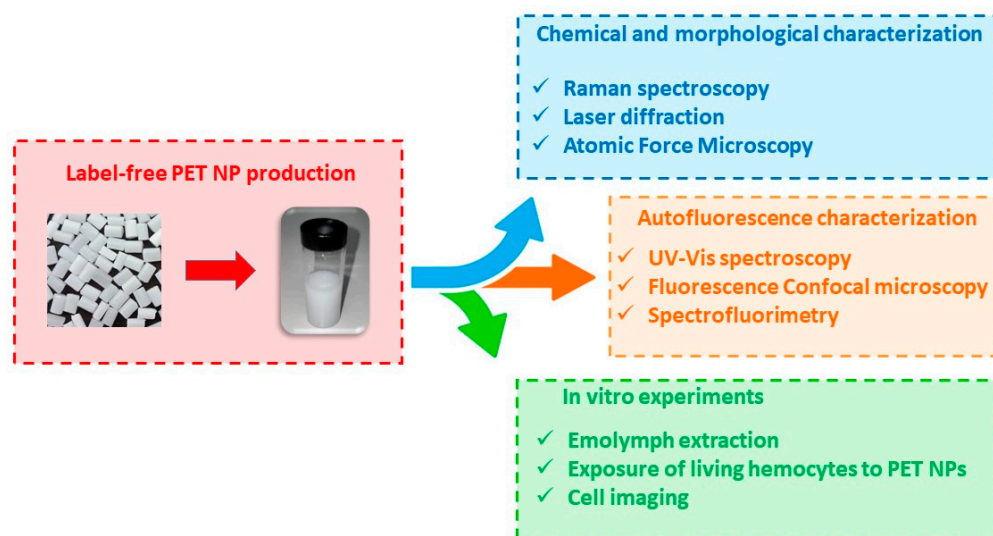 Label-free PET NP production
Chemical and morphological characterization
✓ Raman spectroscopy
✓ Laser diffraction
✓ Atomic Force Microscopy
Autofluorescence characterization
✓ UV-Vis spectroscopy
✓ Fluorescence Confocal microscopy
✓ Spectrofluorimetry
In vitro experiments
✓ Emolymph extraction
✓ Exposure of living hemocytes to PET NPs
✓ Cell imaging